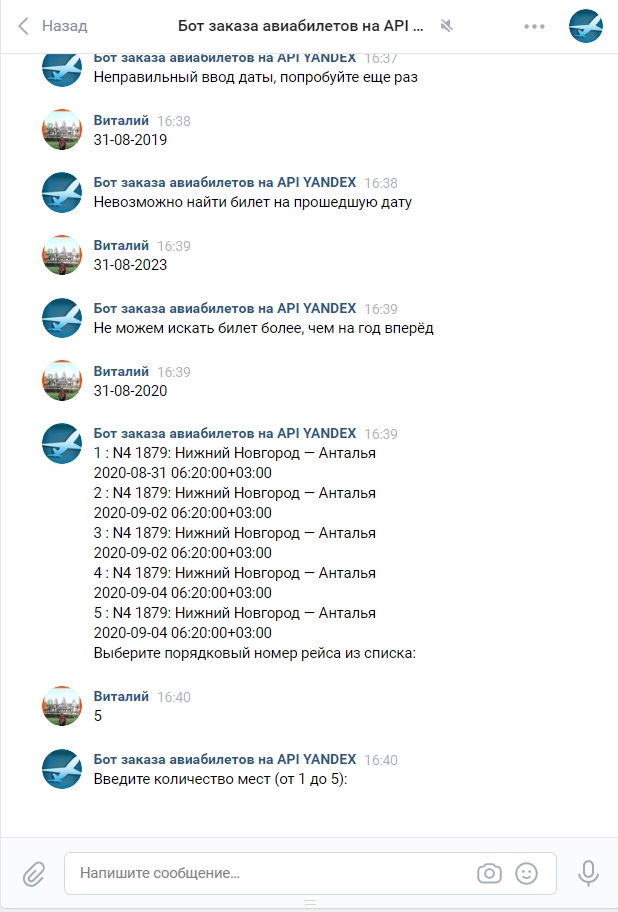 Назад
Бот заказа авиабилетов на API ...
Бот заказа авиабилетов на API YANDEX 16:37
Неправильный ввод даты, попробуйте еще раз
Виталий 16:38
31-08-2019
Бот заказа авиабилетов на API YANDEX 16:38
Невозможно найти билет на прошедшую дату
Виталий 16:39
31-08-2023
Бот заказа авиабилетов на API YANDEX 16:39
Не можем искать билет более, чем на год вперёд
Виталий 16:39
31-08-2020
Бот заказа авиабилетов на API YANDEX 16:39
1 : N4 1879: Нижний Новгород — Анталья
2020-08-31 06:20:00+03:00
2 : N4 1879: Нижний Новгород — Анталья
2020-09-02 06:20:00+03:00
3 : N4 1879: Нижний Новгород — Анталья
2020-09-02 06:20:00+03:00
4 : N4 1879: Нижний Новгород — Анталья
2020-09-04 06:20:00+03:00
5 : N4 1879: Нижний Новгород — Анталья
2020-09-04 06:20:00+03:00
Выберите порядковый номер рейса из списка:
Виталий 16:40
5
Бот заказа авиабилетов на API YANDEX 16:40
Введите количество мест (от 1 до 5):
Напишите сообщение...